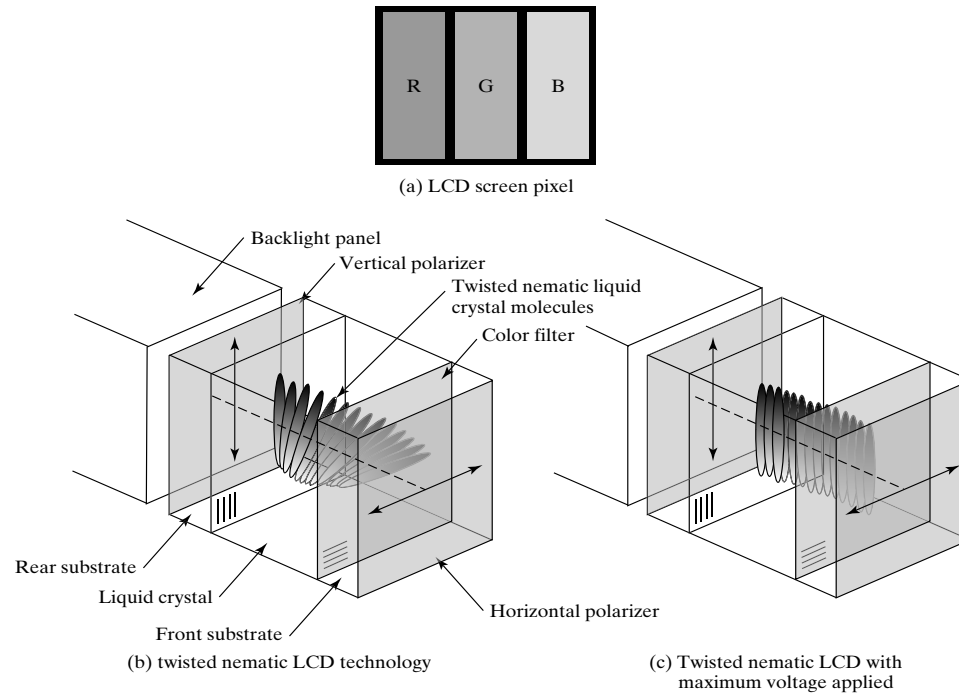 R G B
(a) LCD screen pixel
Backlight panel
Vertical polarizer
Twisted nematic liquid
crystal molecules
Color filter
Rear substrate
Liquid crystal
Front substrate
Horizontal polarizer
(b) twisted nematic LCD technology
(c) Twisted nematic LCD with
maximum voltage applied